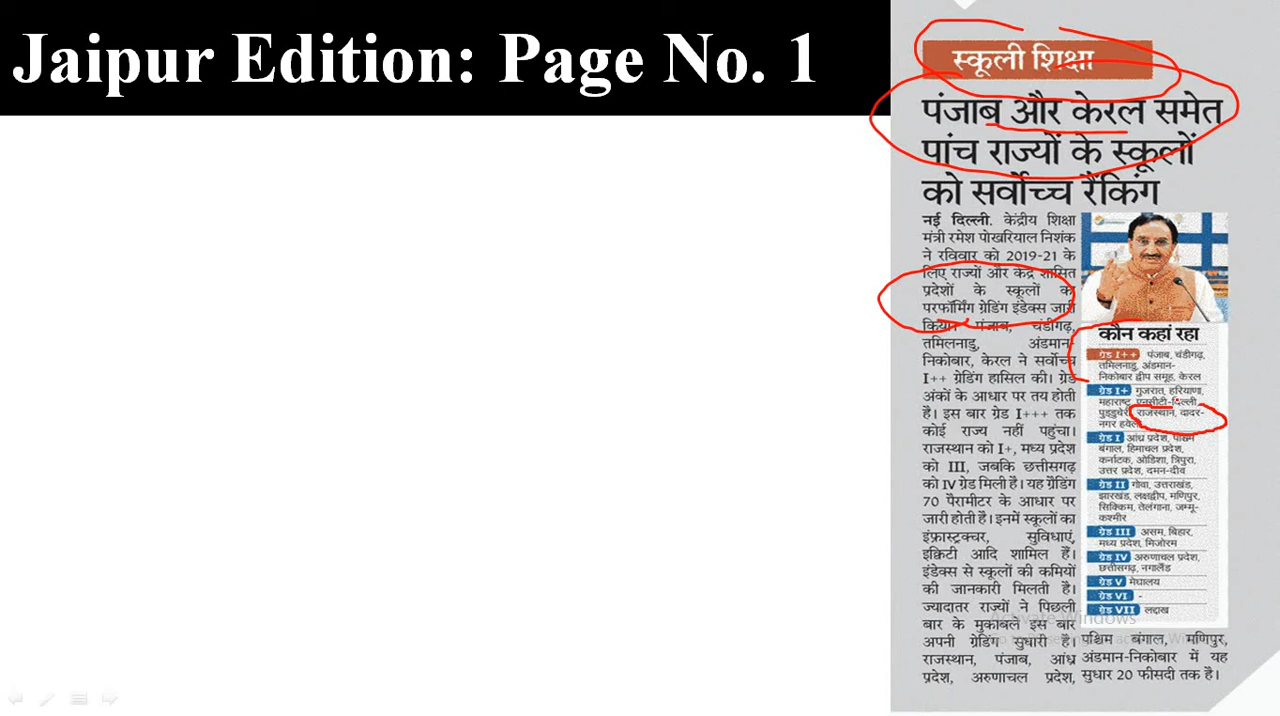 Jaipur Edition: Page No. 1
स्कूली शिक्षा
पंजाब और केरल समेत
पांच राज्यों के स्कूलों
को सर्वोच्च रैंकिंग
नई दिल्ली. केंद्रीय शिक्षा
मंत्री रमेश पोखरियाल निशंक
ने रविवार को 2019-21 के
लिए राज्यों और केंद्र शासित
प्रदेशों के स्कूलों का
परफॉर्मिंग ग्रेडिंग इंडेक्स जारी
किया। पंजाब, चंडीगढ़,
तमिलनाडु, अंडमान-
निकोबार, केरल ने सर्वोच्च
I++ ग्रेडिंग हासिल की। ग्रेड
अंकों के आधार पर तय होती
है। इस बार ग्रेड I+++ तक
कोई राज्य नहीं पहुंचा।
राजस्थान को I+, मध्य प्रदेश
को III, जबकि छत्तीसगढ़
को IV ग्रेड मिली है। यह ग्रेडिंग
70 पैरामीटर के आधार पर
जारी होती है। इनमें स्कूलों का
इंफ्रास्ट्रक्चर, सुविधाएं,
इक्विटी आदि शामिल हैं।
इंडेक्स से स्कूलों की कमियों
की जानकारी मिलती है।
ज्यादातर राज्यों ने पिछली
बार के मुकाबले इस बार
अपनी ग्रेडिंग सुधारी है।
राजस्थान, पंजाब, आंध्र
प्रदेश, अरुणाचल प्रदेश,
कौन कहां रहा
ग्रेड I++ पंजाब, चंडीगढ़,
तमिलनाडु, अंडमान-
निकोबार द्वीप समूह, केरल
ग्रेड I+ गुजरात, हरियाणा,
महाराष्ट्र, एनसीटी-दिल्ली,
पुडुचेरी, राजस्थान, दादर-
नगर हवेली
ग्रेड I आंध्र प्रदेश, पश्चिम
बंगाल, हिमाचल प्रदेश,
कर्नाटक, ओडिशा, त्रिपुरा,
उत्तर प्रदेश, दमन-दीव
ग्रेड II गोवा, उत्तराखंड,
झारखंड, लक्षद्वीप, मणिपुर,
सिक्किम, तेलंगाना, जम्मू-
कश्मीर
ग्रेड III असम, बिहार,
मध्य प्रदेश, मिजोरम
ग्रेड IV अरुणाचल प्रदेश,
छत्तीसगढ़, नगालैंड
ग्रेड V मेघालय
ग्रेड VI -
ग्रेड VII लद्दाख
Activate Windows
पश्चिम बंगाल, मणिपुर,
अंडमान-निकोबार में यह
सुधार 20 फीसदी तक है।